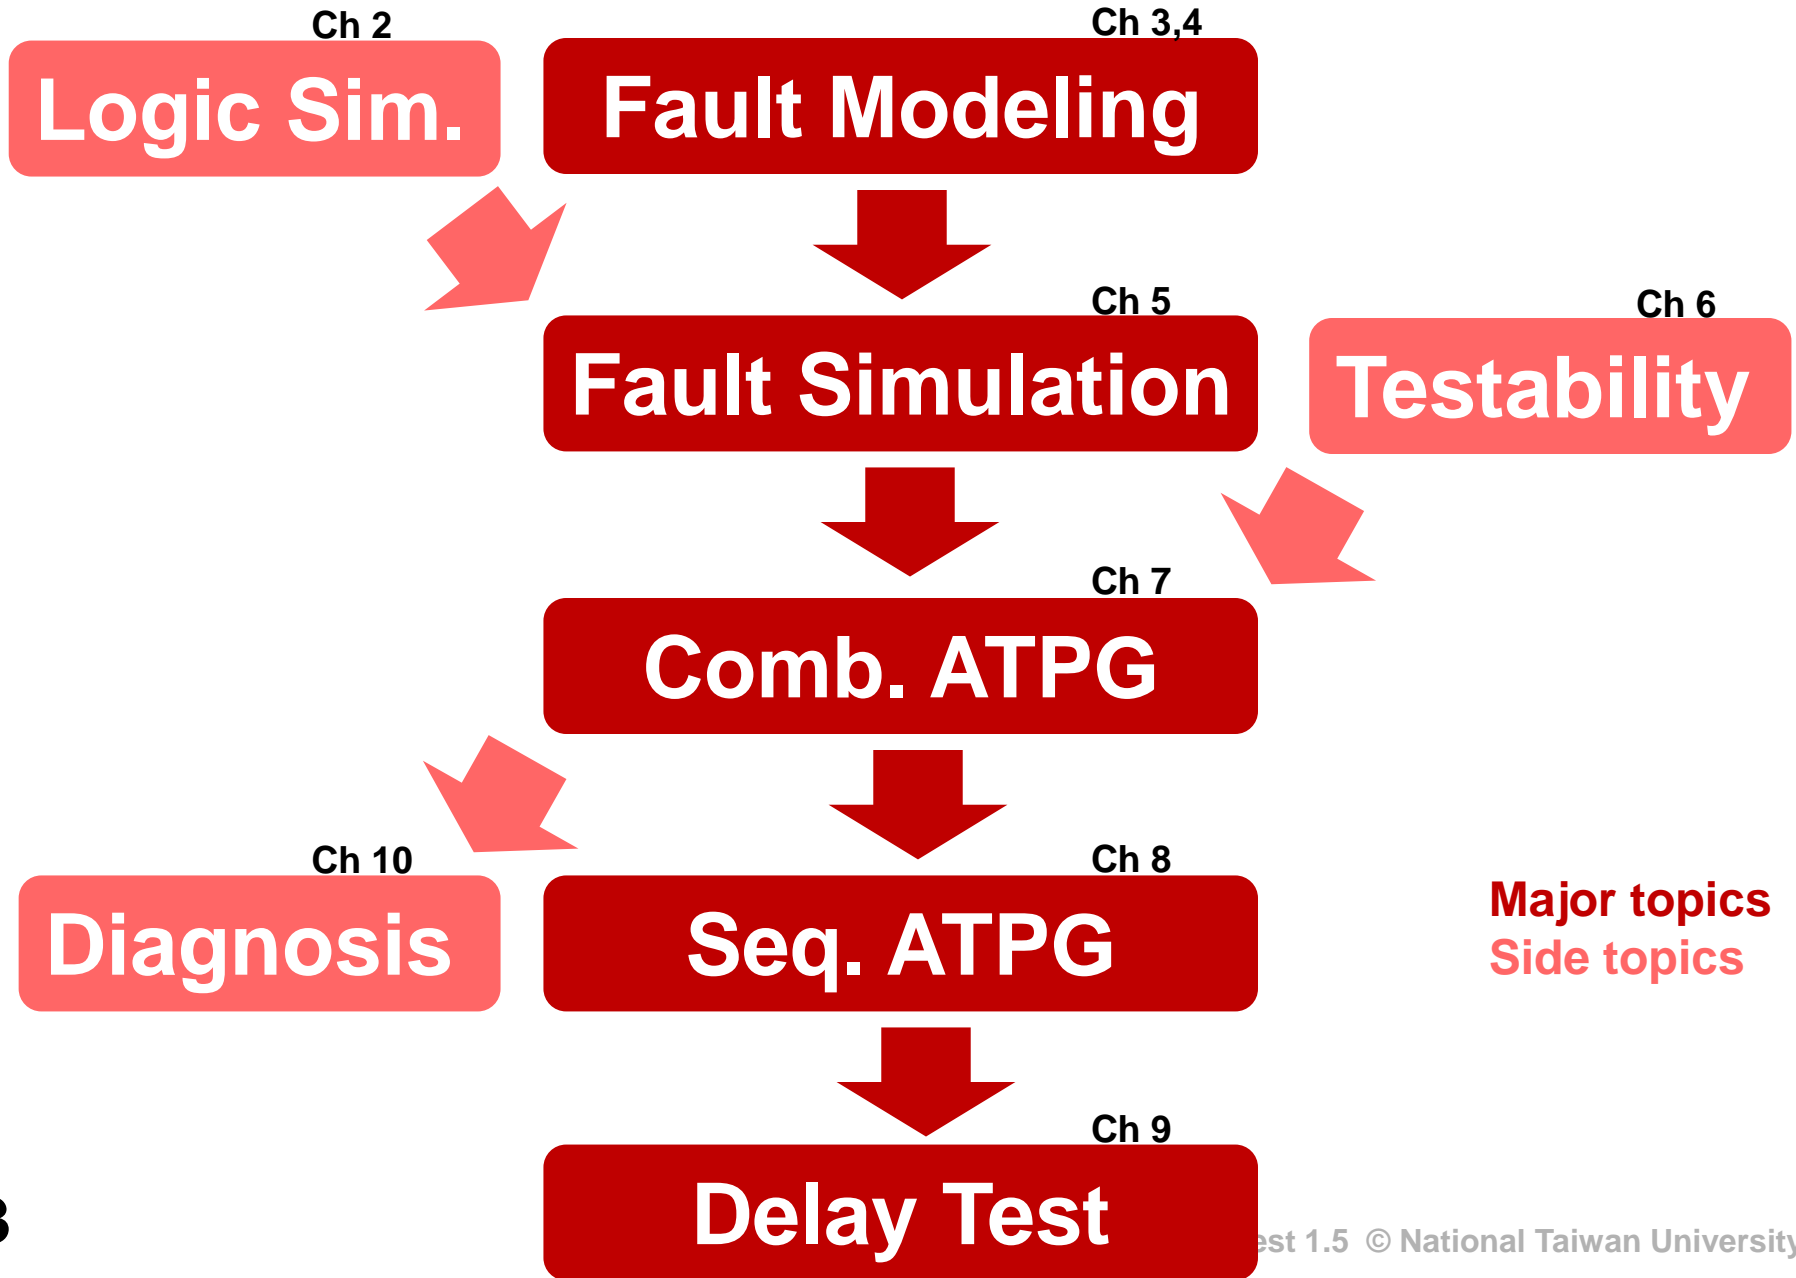 Ch 2
Logic Sim.
Ch 3,4
Fault Modeling
Ch 5
Fault Simulation
Ch 6
Testability
Ch 7
Comb. ATPG
Ch 10
Diagnosis
Ch 8
Seq. ATPG
Major topics
Side topics
Ch 9
Delay Test
1.5 © National Taiwan University